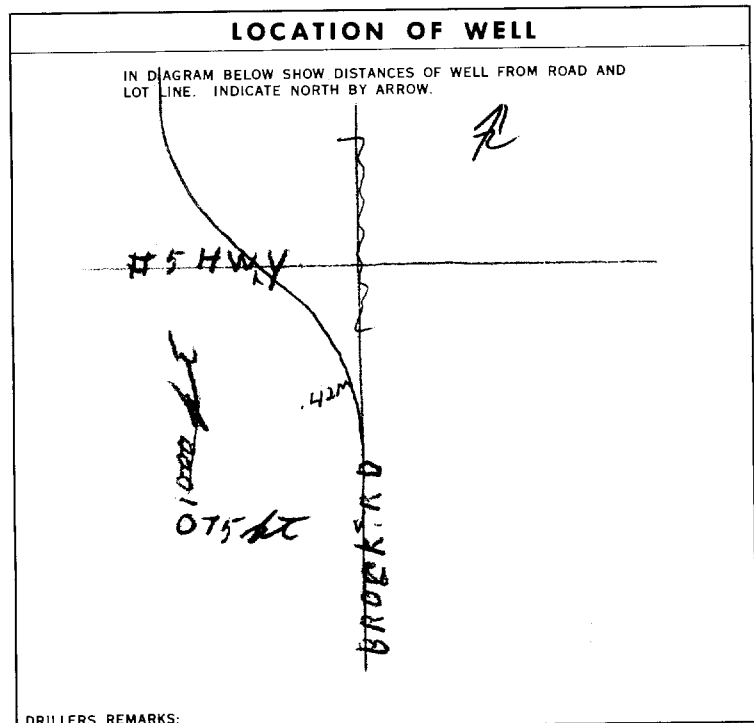 LOCATION OF WELL
IN DIAGRAM BELOW SHOW DISTANCES OF WELL FROM ROAD AND
LOT LINE. INDICATE NORTH BY ARROW.
# 5 HWY
.42M
1000
075 ft
BROCK RD
DRILLERS REMARKS: